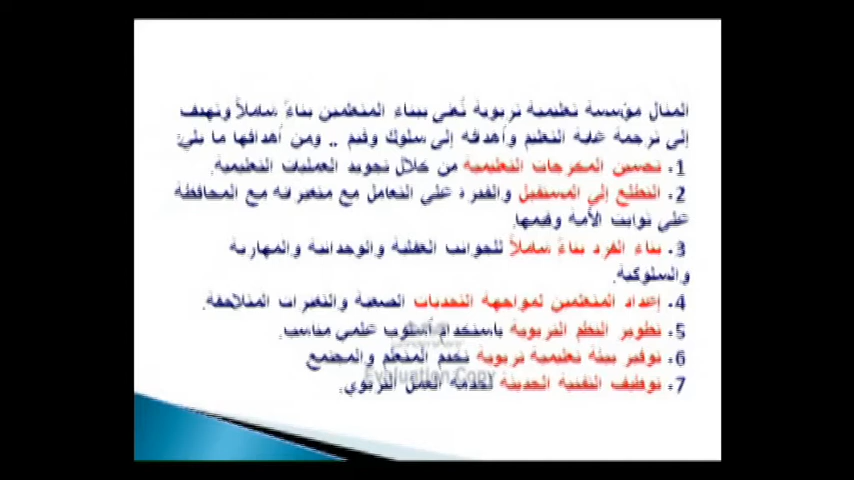 المنال مؤسسة تعليمية تربوية تُعنى ببناء المتعلمين بناءً شاملاً وتهدف
إلى ترجمة غاية التعليم وأهدافه إلى سلوك وقيم .. ومن أهدافها ما يلي:
1. تحسين المخرجات التعليمية من خلال تجويد العمليات التعليمية.
2. التطلع إلى المستقبل والقدرة على التعامل مع متغيراته مع المحافظة
على ثوابت الأمة وقيمها.
3. بناء الفرد بناءً شاملاً للجوانب العقلية والوجدانية والمهارية
والسلوكية.
4. إعداد المتعلمين لمواجهة التحديات الصعبة والتغيرات المتلاحقة.
5. تطوير النظم التربوية باستخدام أسلوب علمي مناسب.
6. توفير بيئة تعليمية تربوية تخدم المتعلم والمجتمع
7. توظيف التقنية الحديثة لخدمة العمل التربوي.
Evaluation Copy